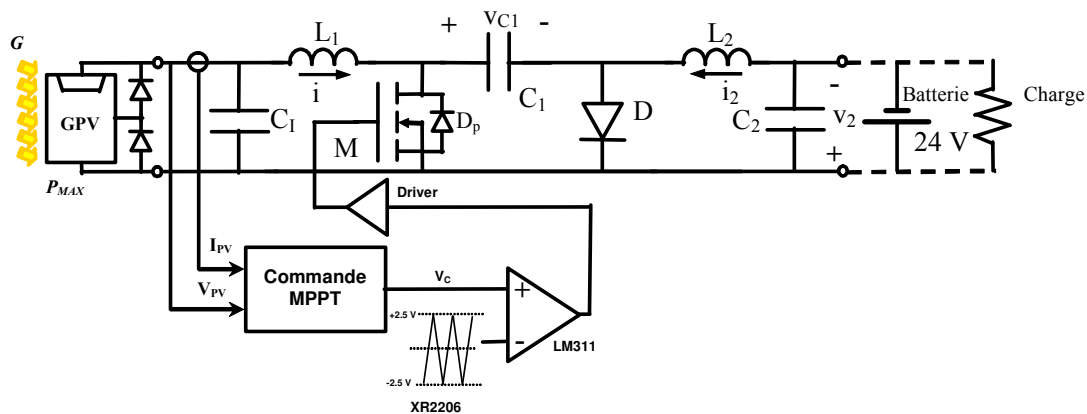 G
GPV
P_MAX
C_I
L₁
i
M
D_p
+ v_C1 -
C₁
D
L₂
i₂
C₂
-
v₂
+
Batterie
24 V
Charge
Driver
I_PV
V_PV
Commande
MPPT
V_C
+
-
LM311
+2.5 V
-2.5 V
XR2206